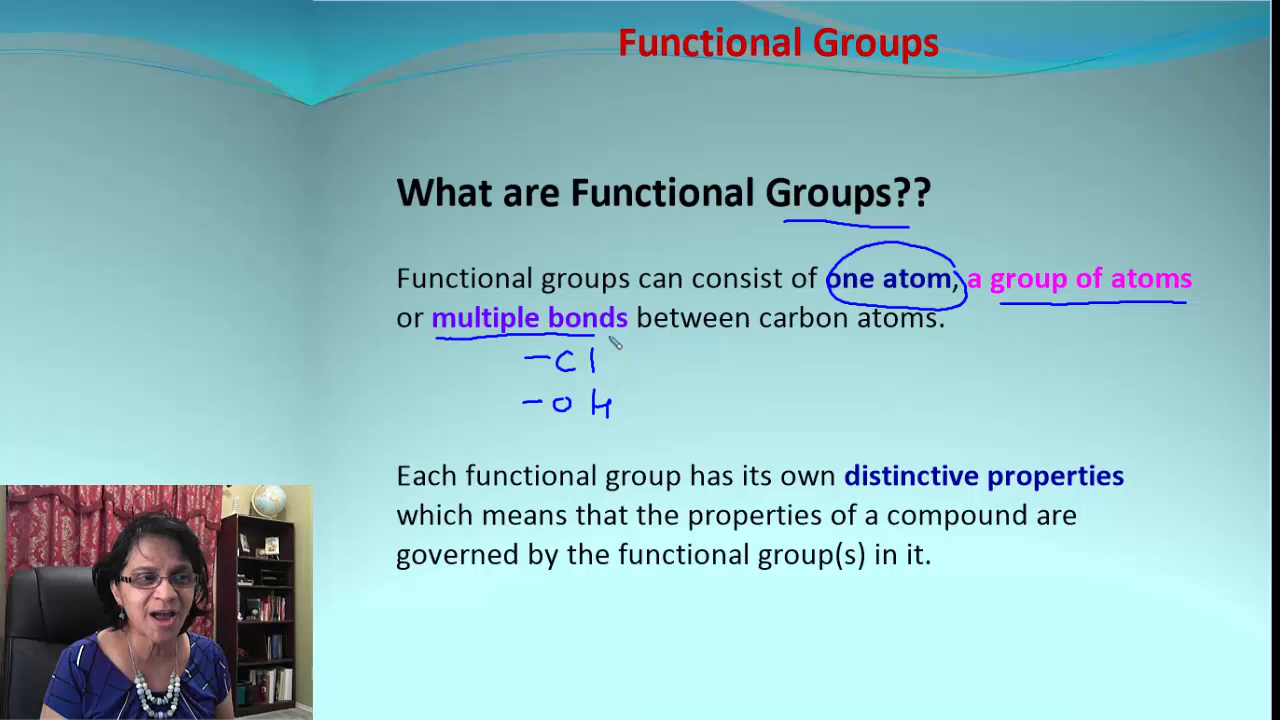 Functional Groups
What are Functional Groups??
Functional groups can consist of one atom, a group of atoms
or multiple bonds between carbon atoms.
-Cl
-OH
Each functional group has its own distinctive properties
which means that the properties of a compound are
governed by the functional group(s) in it.